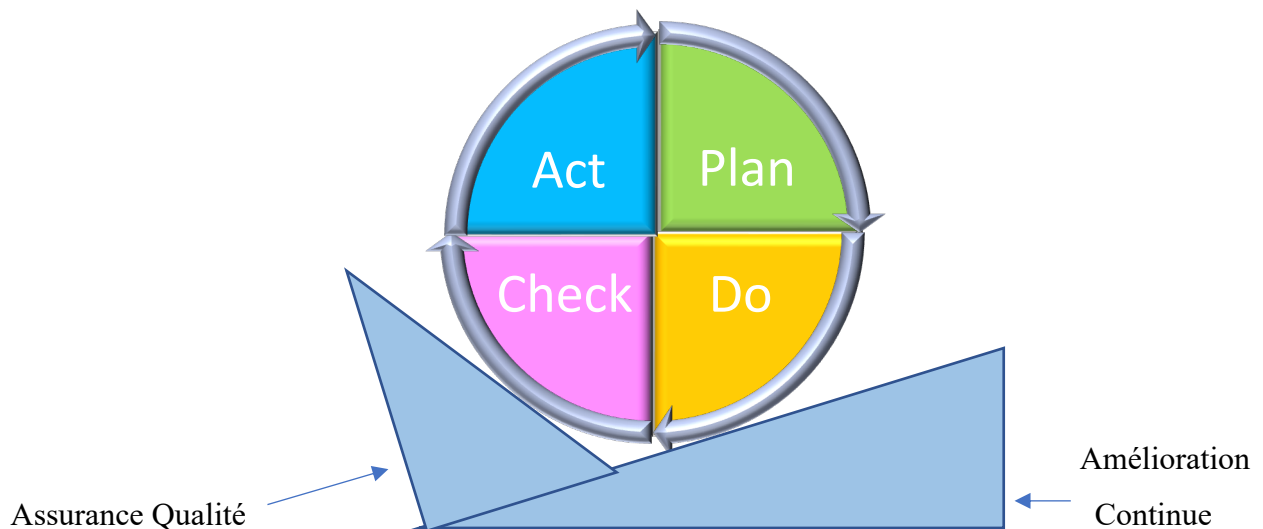 Act
Plan
Check
Do
Amélioration
Continue
Assurance Qualité